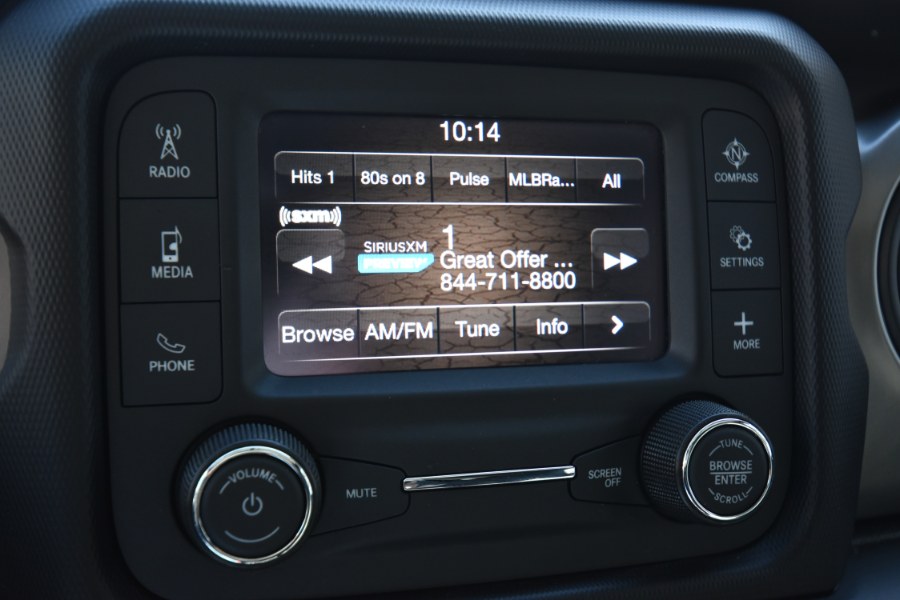 10:14
Hits 1 80s on 8 Pulse MLBRa... All
((sxm))
SIRIUSXM
PREVIEW
1
Great Offer ...
844-711-8800
Browse AM/FM Tune Info >
RADIO
MEDIA
PHONE
N
COMPASS
SETTINGS
+
MORE
VOLUME
MUTE
SCREEN
OFF
TUNE
BROWSE
ENTER
SCROLL